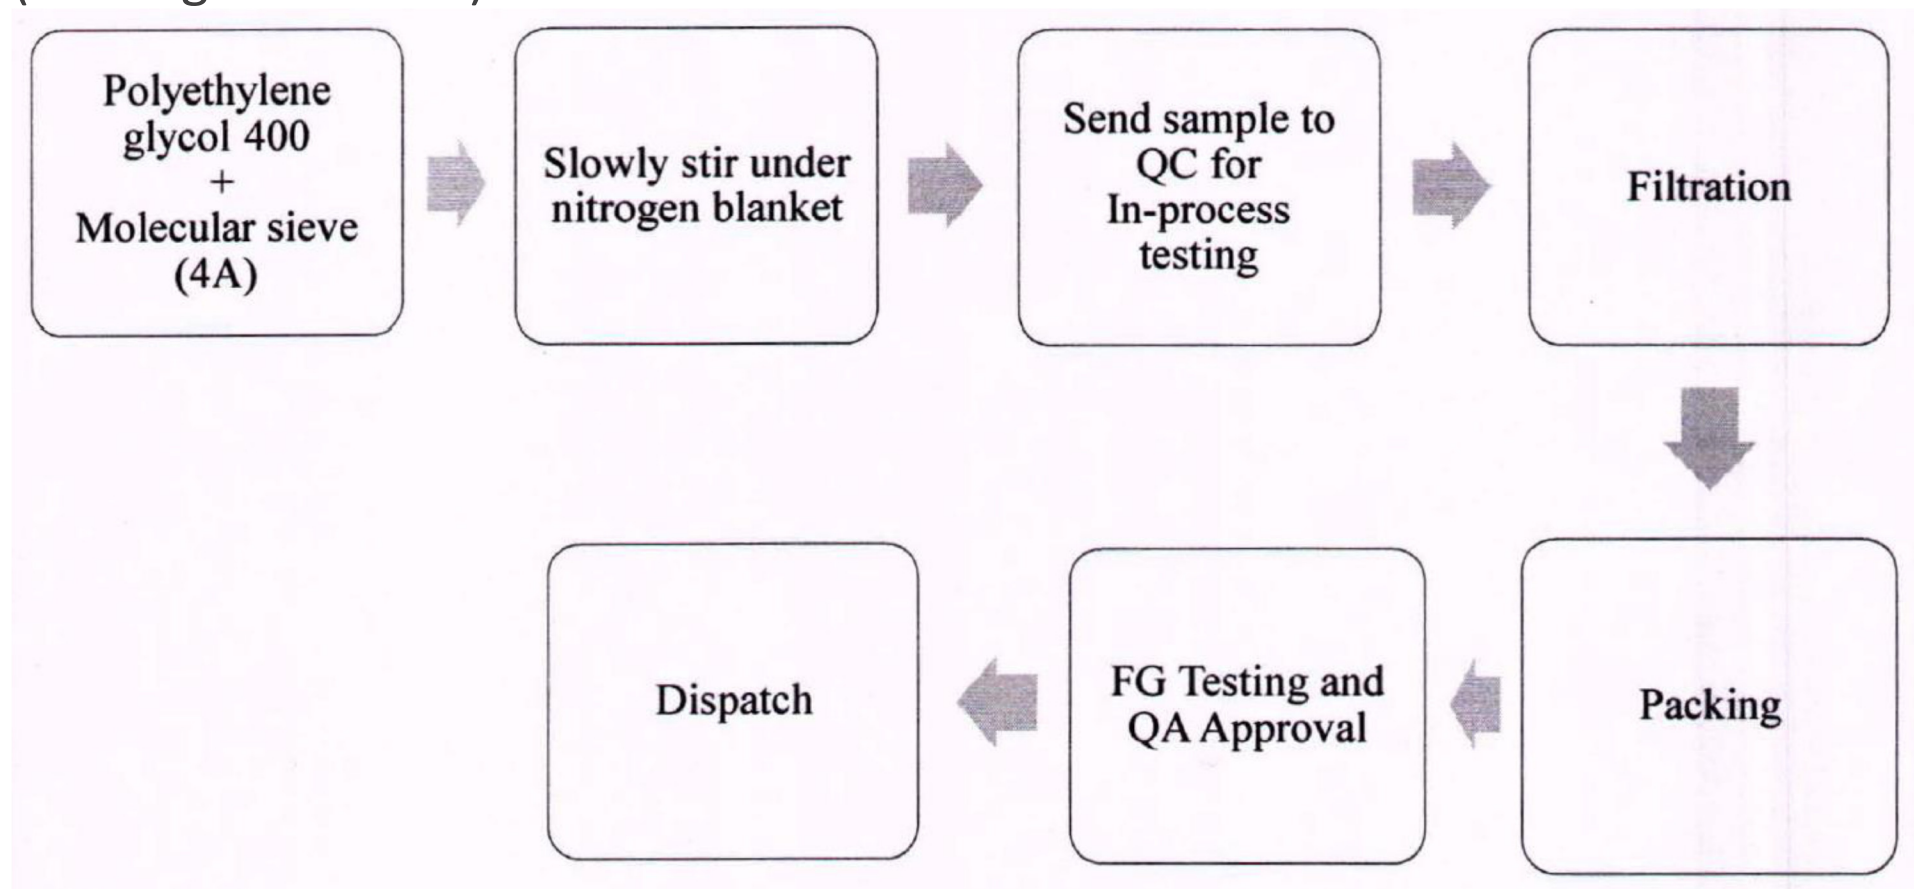 Polyethylene
glycol 400
+
Molecular sieve
(4A)
Slowly stir under
nitrogen blanket
Send sample to
QC for
In-process
testing
Filtration
Packing
FG Testing and
QA Approval
Dispatch